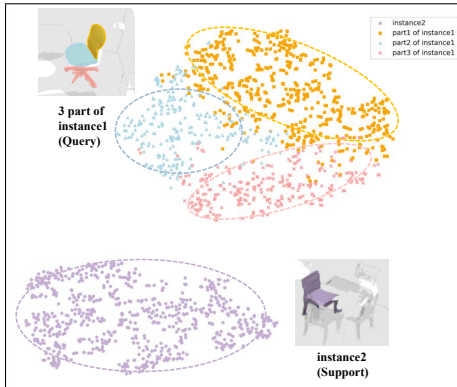 instance2
part1 of instance1
part2 of instance1
part3 of instance1
3 part of
instance1
(Query)
instance2
(Support)